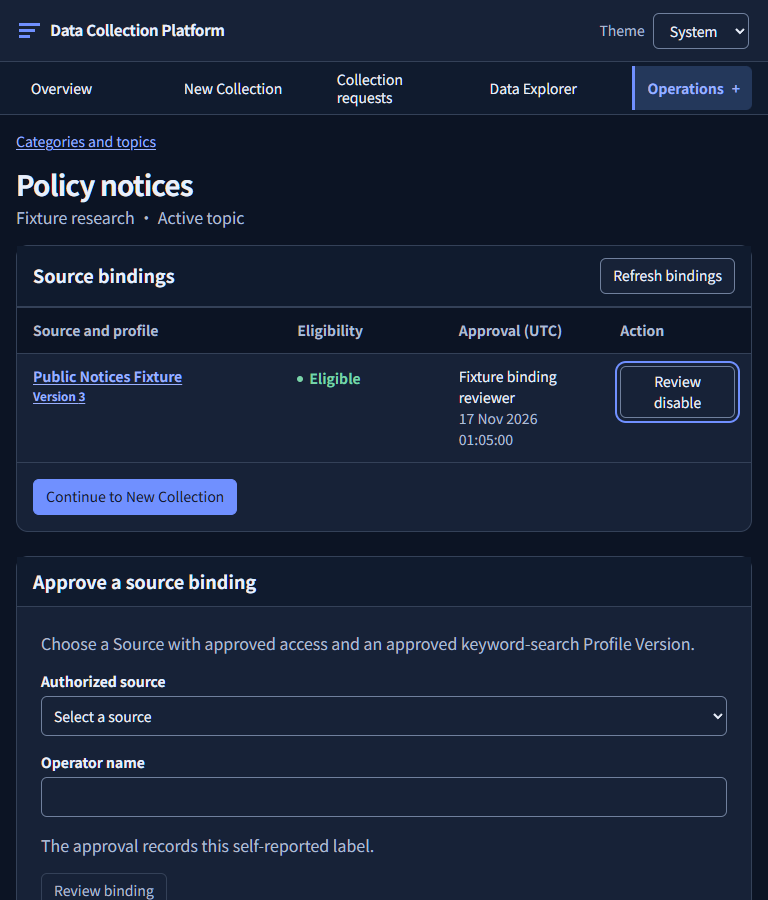 Data Collection Platform
Theme
System
Overview
New Collection
Collection
requests
Data Explorer
Operations +
Categories and topics
Policy notices
Fixture research • Active topic
Source bindings
Refresh bindings
Source and profile
Eligibility
Approval (UTC)
Action
Public Notices Fixture
Version 3
Eligible
Fixture binding
reviewer
17 Nov 2026
01:05:00
Review
disable
Continue to New Collection
Approve a source binding
Choose a Source with approved access and an approved keyword-search Profile Version.
Authorized source
Select a source
Operator name
The approval records this self-reported label.
Review binding